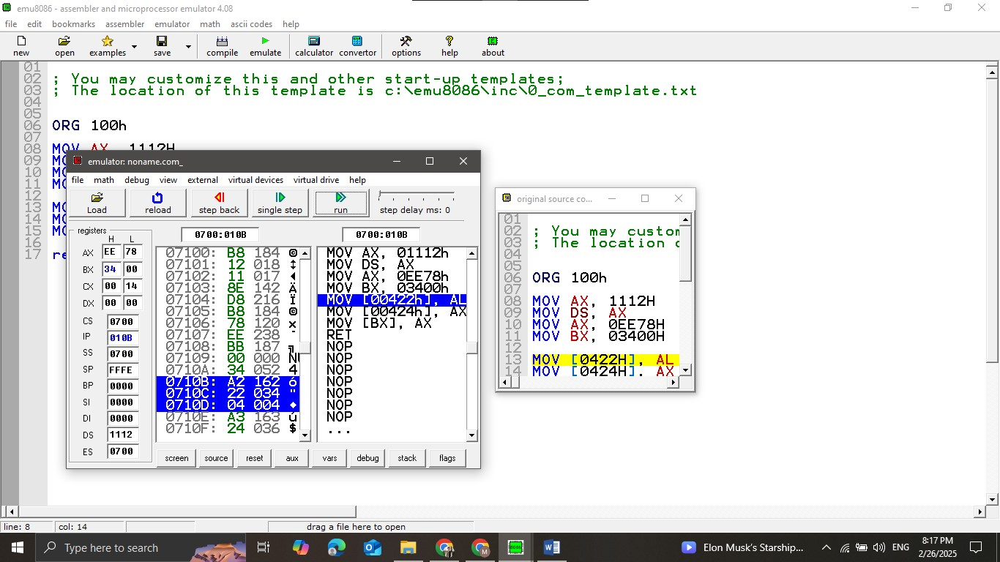 emu8086 - assembler and microprocessor emulator 4.08
file edit bookmarks assembler emulator math ascii codes help
new open examples save compile emulate calculator convertor options help about
01
02 ; You may customize this and other start-up templates;
03 ; The location of this template is c:\emu8086\inc\0_com_template.txt
04
05
06 ORG 100h
07
08 MOV AX, 1112H
09
10
11
12
13
14
15
16
17
emulator: noname.com_
file math debug view external virtual devices virtual drive help
Load reload step back single step run step delay ms: 0
registers
H L
AX EE 78
BX 34 00
CX 00 14
DX 00 00
CS 0700
IP 010B
SS 0700
SP FFFE
BP 0000
SI 0000
DI 0000
DS 1112
ES 0700
0700:010B 0700:010B
07100: B8 184
07101: 12 018 ↕
07102: 11 017 ◄
07103: 8E 142 Ä
07104: D8 216 Ï
07105: B8 184
07106: 78 120 x
07107: EE 238
07108: BB 187 ╗
07109: 00 000
0710A: 34 052 4
0710B: A2 162 ó
0710C: 22 034 "
0710D: 04 004 ♦
0710E: A3 163 ú
0710F: 24 036 $
MOV AX, 01112h
MOV DS, AX
MOV AX, 0EE78h
MOV BX, 03400h
MOV [00422h], AL
MOV [00424h], AX
MOV [BX], AX
RET
NOP
NOP
NOP
NOP
NOP
NOP
NOP
...
screen source reset aux vars debug stack flags
original source co...
01
02 ; You may custom
03 ; The location
04
05
06 ORG 100h
07
08 MOV AX, 1112H
09 MOV DS, AX
10 MOV AX, 0EE78H
11 MOV BX, 03400H
12
13 MOV [0422H], AL
14 MOV [0424H], AX
line: 8 col: 14 drag a file here to open
Type here to search
Elon Musk's Starship... ENG
8:17 PM
2/26/2025